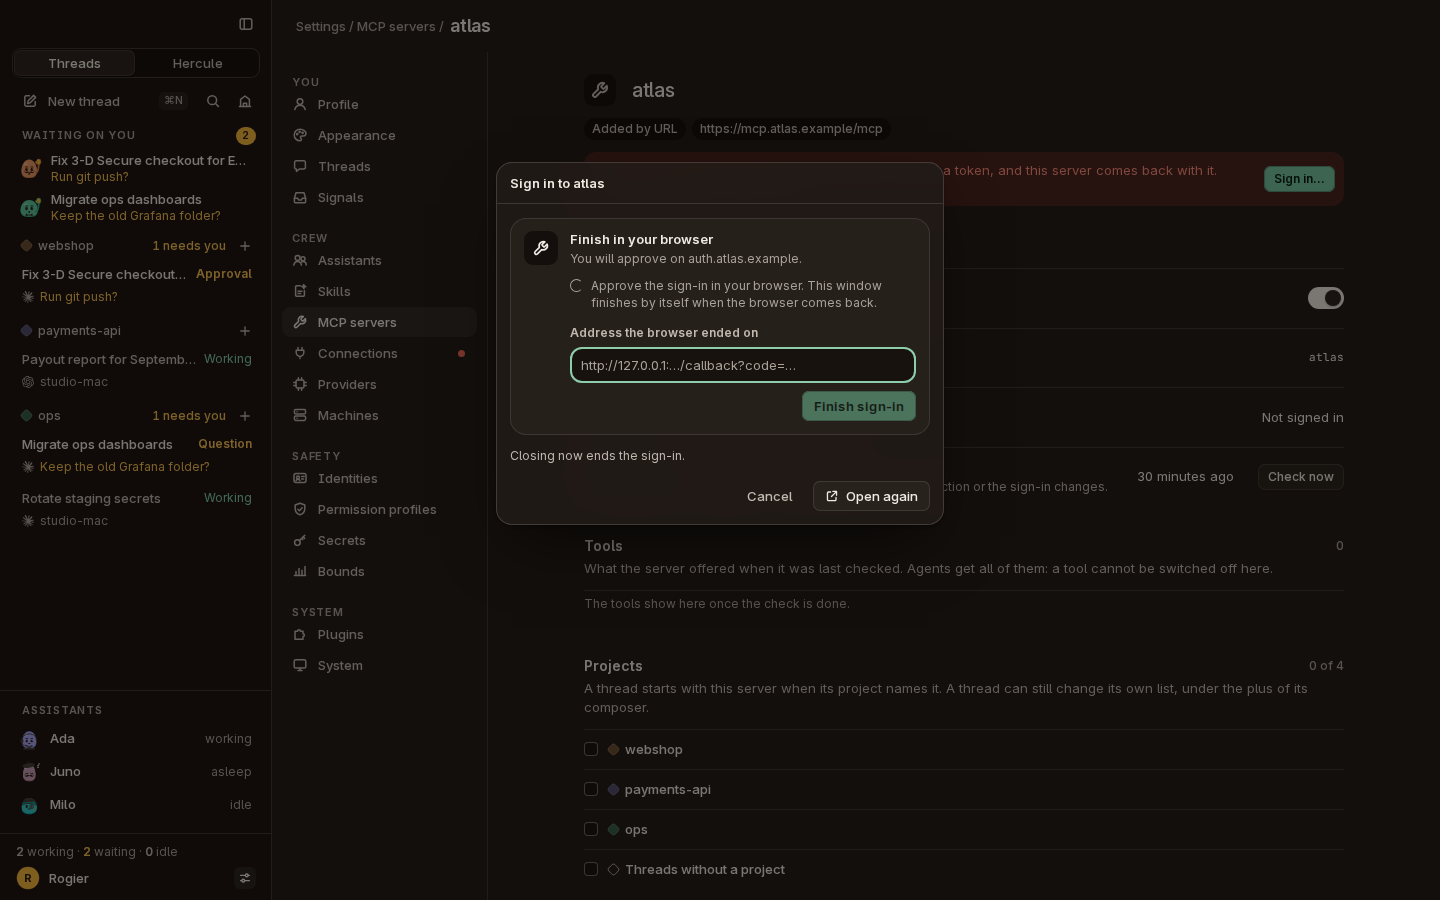 Settings / MCP servers / atlas
Threads
Hercule
New thread
⌘N
WAITING ON YOU
2
Fix 3-D Secure checkout for E...
Run git push?
Migrate ops dashboards
Keep the old Grafana folder?
webshop
1 needs you
Fix 3-D Secure checkout...
Approval
Run git push?
payments-api
Payout report for Septemb...
Working
studio-mac
ops
1 needs you
Migrate ops dashboards
Question
Keep the old Grafana folder?
Rotate staging secrets
Working
studio-mac
ASSISTANTS
Ada
working
Juno
asleep
Milo
idle
2 working · 2 waiting · 0 idle
R
Rogier
YOU
Profile
Appearance
Threads
Signals
CREW
Assistants
Skills
MCP servers
Connections
Providers
Machines
SAFETY
Identities
Permission profiles
Secrets
Bounds
SYSTEM
Plugins
System
atlas
Added by URL
https://mcp.atlas.example/mcp
a token, and this server comes back with it.
Sign in...
Sign in to atlas
Finish in your browser
You will approve on auth.atlas.example.
Approve the sign-in in your browser. This window
finishes by itself when the browser comes back.
Address the browser ended on
http://127.0.0.1:.../callback?code=...
Finish sign-in
Closing now ends the sign-in.
Cancel
Open again
atlas
Not signed in
30 minutes ago
Check now
ction or the sign-in changes.
Tools
0
What the server offered when it was last checked. Agents get all of them: a tool cannot be switched off here.
The tools show here once the check is done.
Projects
0 of 4
A thread starts with this server when its project names it. A thread can still change its own list, under the plus of its
composer.
webshop
payments-api
ops
Threads without a project